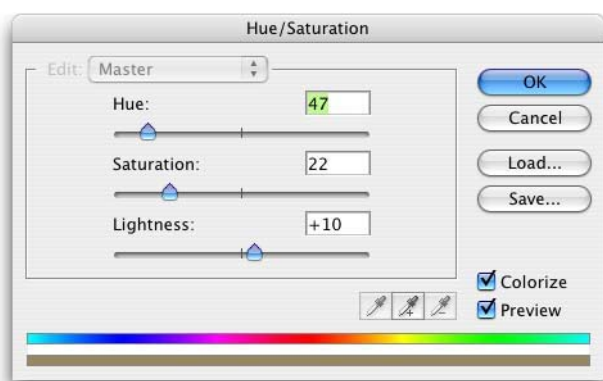 Hue/Saturation
Edit: Master
OK
Hue: 47
Cancel
Saturation: 22
Load...
Save...
Lightness: +10
Colorize
Preview